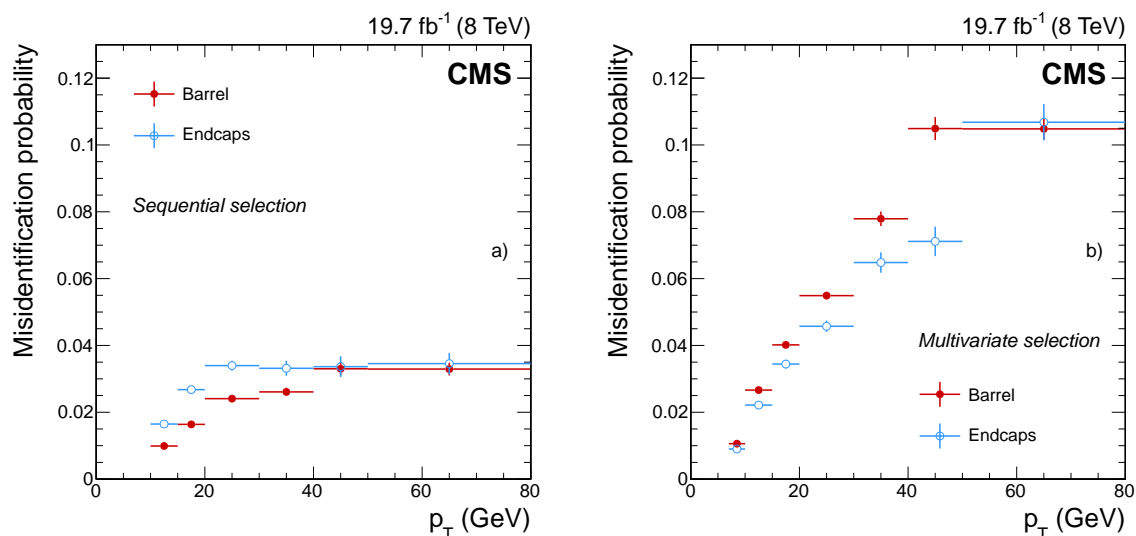 19.7 fb⁻¹ (8 TeV)
Misidentification probability
CMS
Barrel
Endcaps
Sequential selection
a)
0.12
0.1
0.08
0.06
0.04
0.02
0
0 20 40 60 80
p_T (GeV)
19.7 fb⁻¹ (8 TeV)
Misidentification probability
CMS
b)
Multivariate selection
Barrel
Endcaps
0.12
0.1
0.08
0.06
0.04
0.02
0
0 20 40 60 80
p_T (GeV)